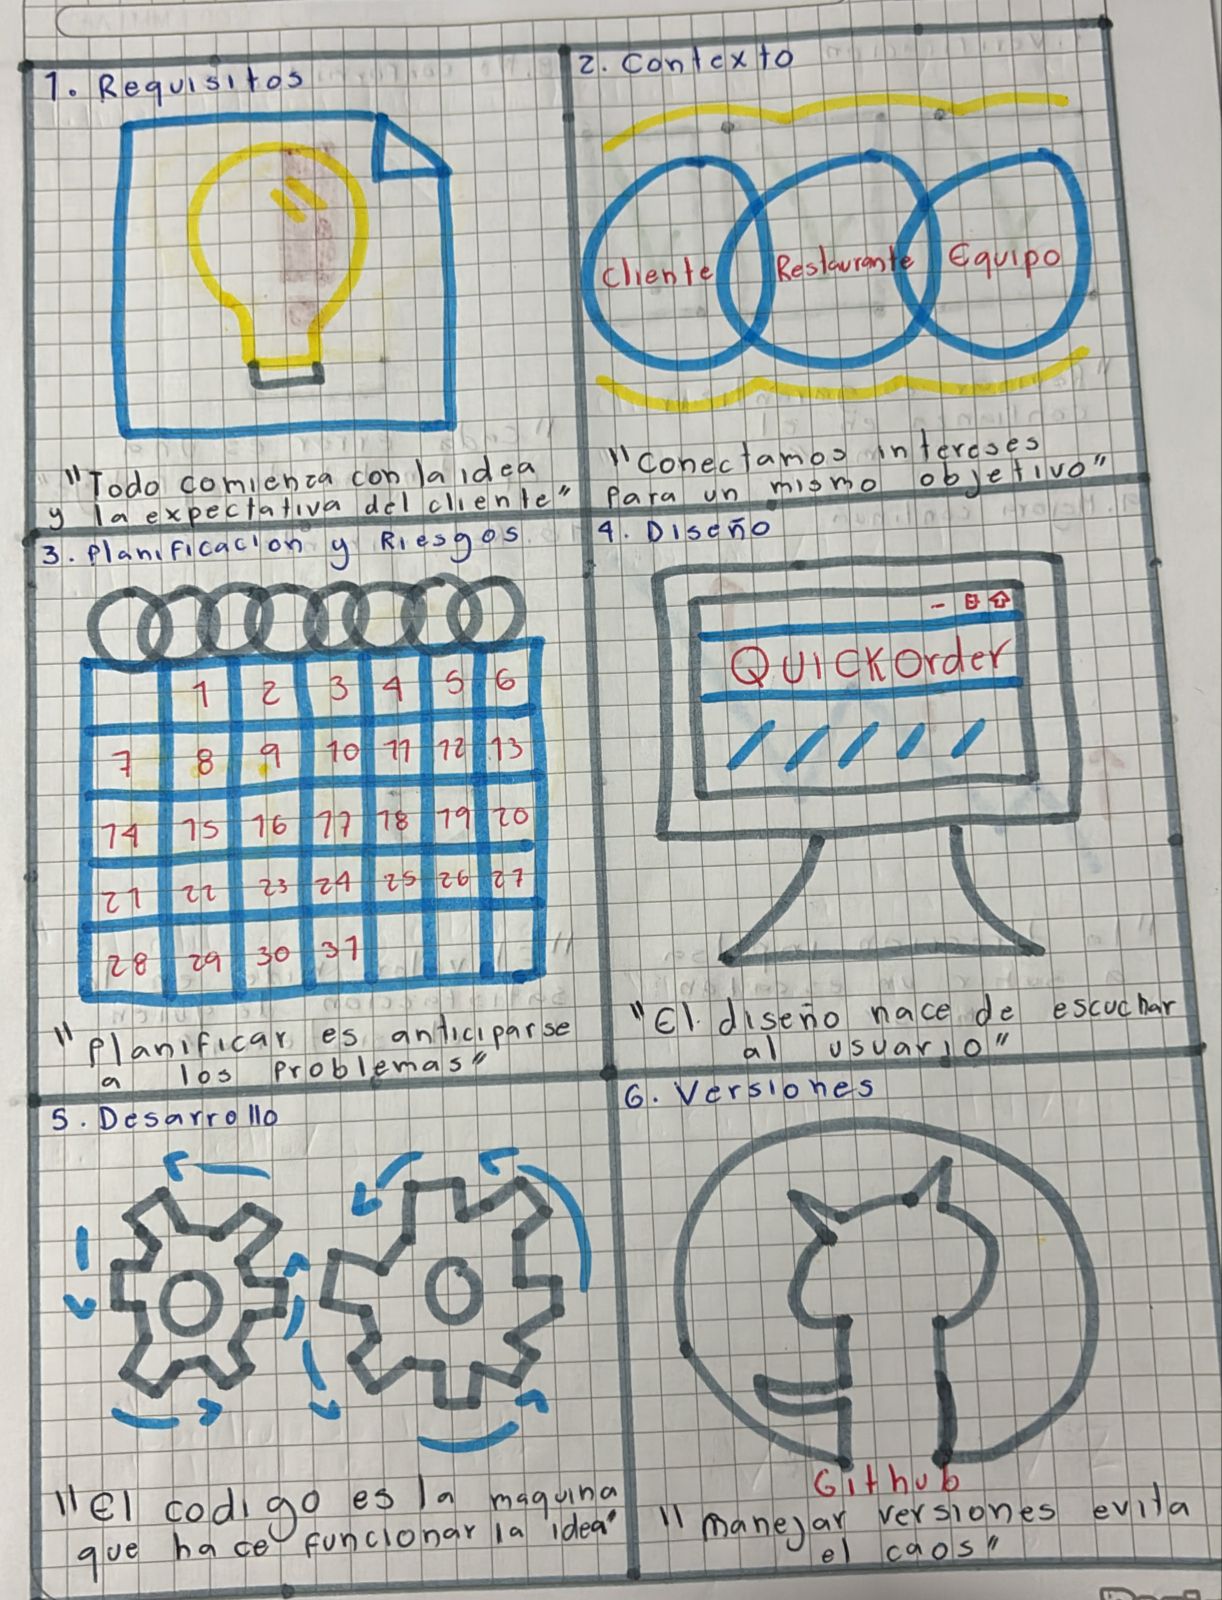 1. Requisitos
"Todo comienza con la idea
y la expectativa del cliente"
2. Contexto
Cliente Restaurante Equipo
"Conectamos intereses
para un mismo objetivo"
3. Planificacion y Riesgos
1 2 3 4 5 6
7 8 9 10 11 12 13
14 15 16 17 18 19 20
21 22 23 24 25 26 27
28 29 30 31
"Planificar es anticiparse
a los problemas"
4. Diseño
QUICKOrder
"El diseño nace de escuchar
al usuario"
5. Desarrollo
"El codigo es la maquina
que hace funcionar la idea"
6. Versiones
Github
"manejar versiones evita
el caos"